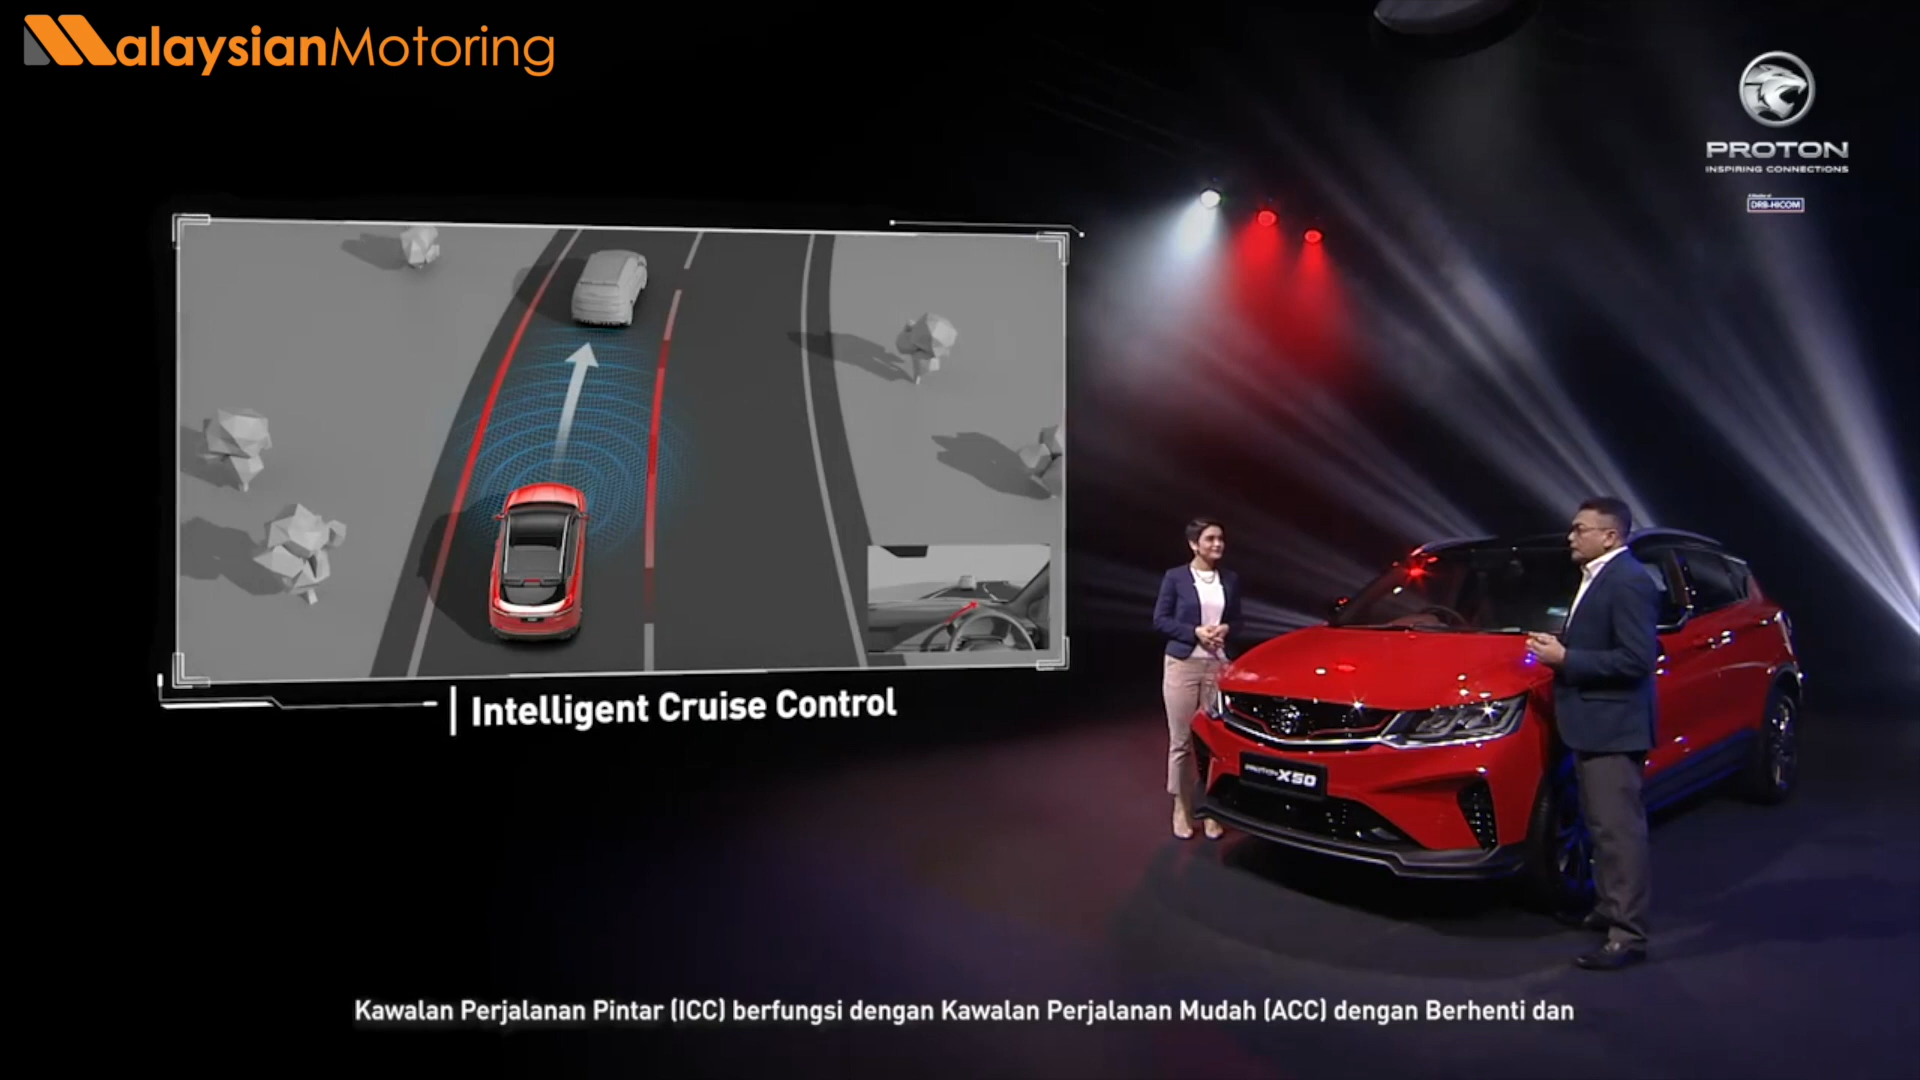 MalaysianMotoring
PROTON
INSPIRING CONNECTIONS
DRB-HICOM
Intelligent Cruise Control
PROTON X50
Kawalan Perjalanan Pintar (ICC) berfungsi dengan Kawalan Perjalanan Mudah (ACC) dengan Berhenti dan